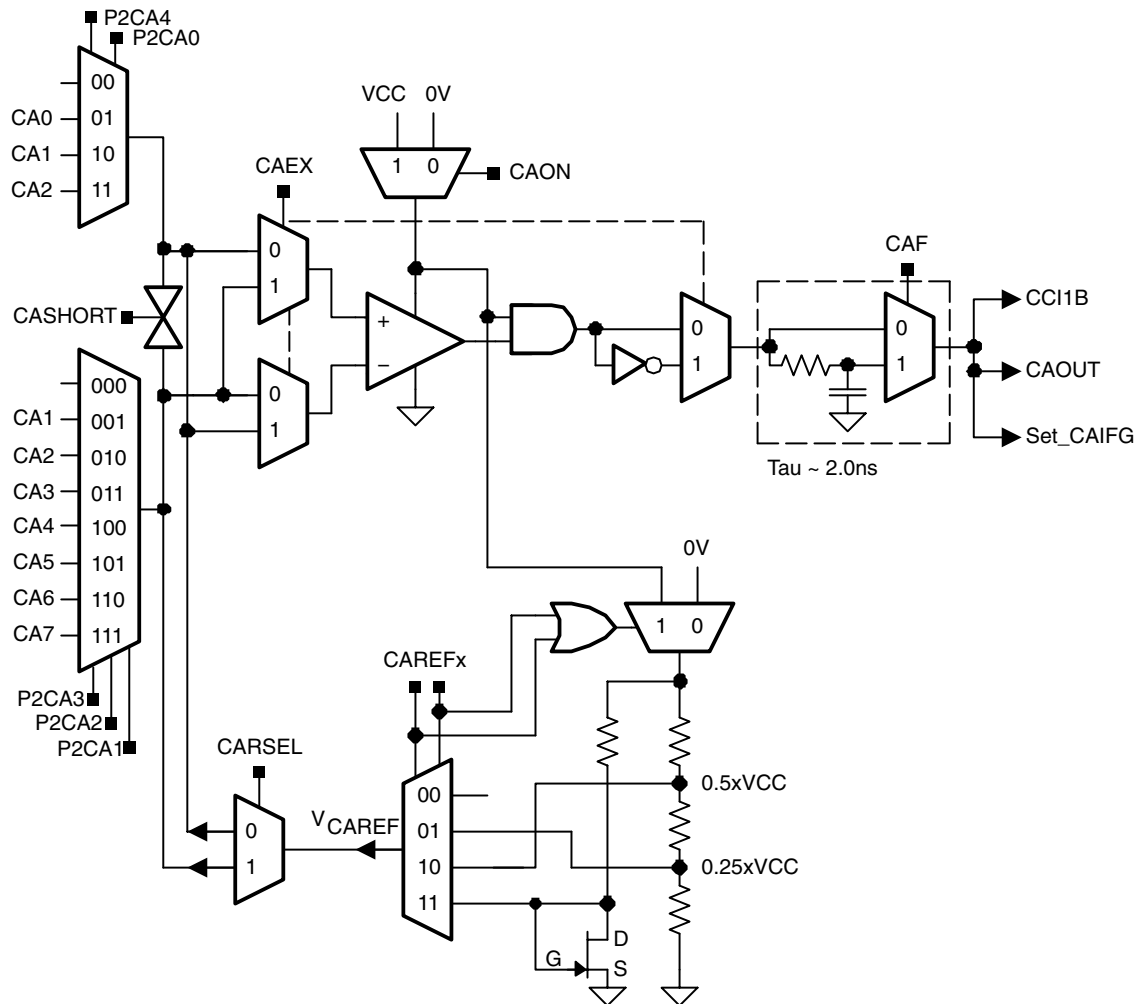 P2CA4
P2CA0
00
CA0 01
CA1 10
CA2 11
VCC 0V
1 0
CAON
CAEX
0
1
CAF
CASHORT
+
−
0
1
0
1
0
1
CCI1B
CAOUT
Set_CAIFG
Tau ~ 2.0ns
000
CA1 001
CA2 010
CA3 011
CA4 100
CA5 101
CA6 110
CA7 111
P2CA3
P2CA2
P2CA1
0V
1 0
CAREFx
CARSEL
0
1
VCAREF
00
01
10
11
0.5xVCC
0.25xVCC
D
G
S